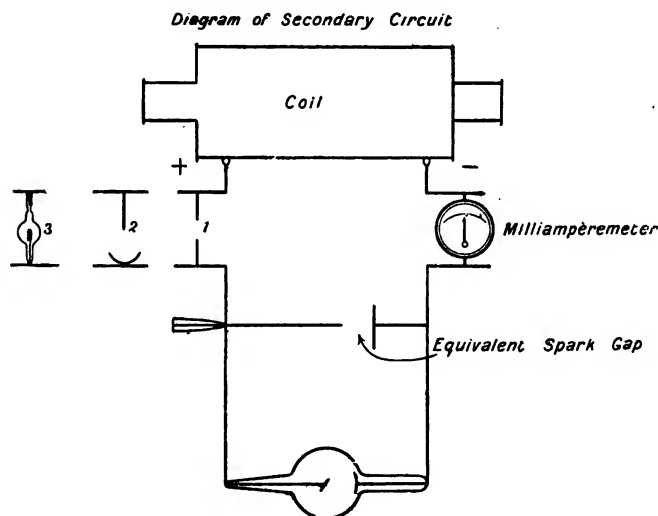 Diagram of Secondary Circuit
Coil
+
-
3
2
1
Milliampèremeter
Equivalent Spark Gap